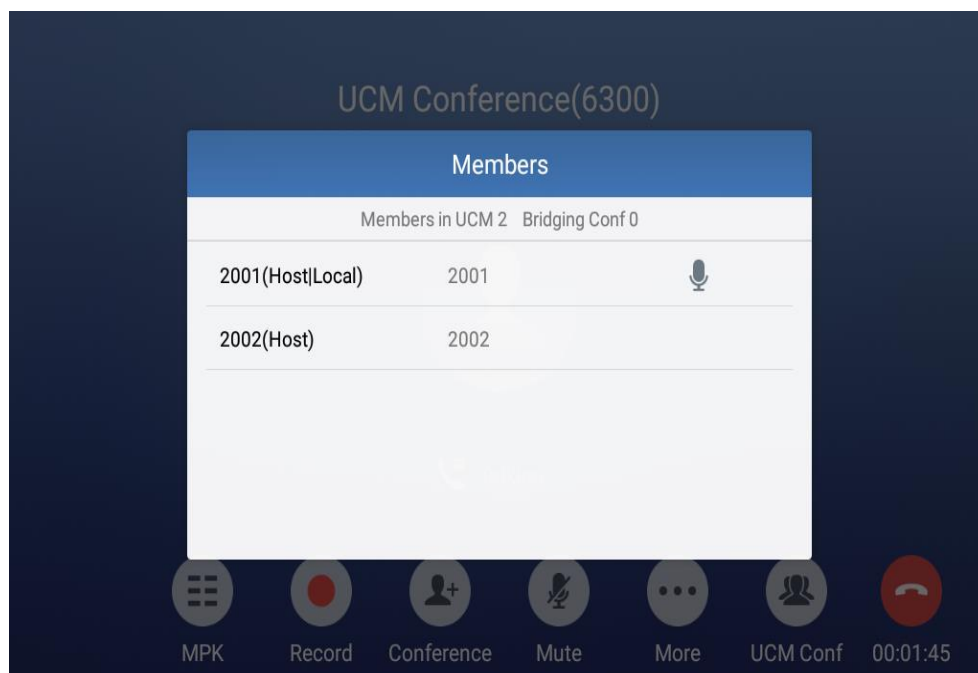 UCM Conference(6300)
Members
Members in UCM 2 Bridging Conf 0
2001(Host|Local) 2001
2002(Host) 2002
MPK Record Conference Mute More UCM Conf 00:01:45